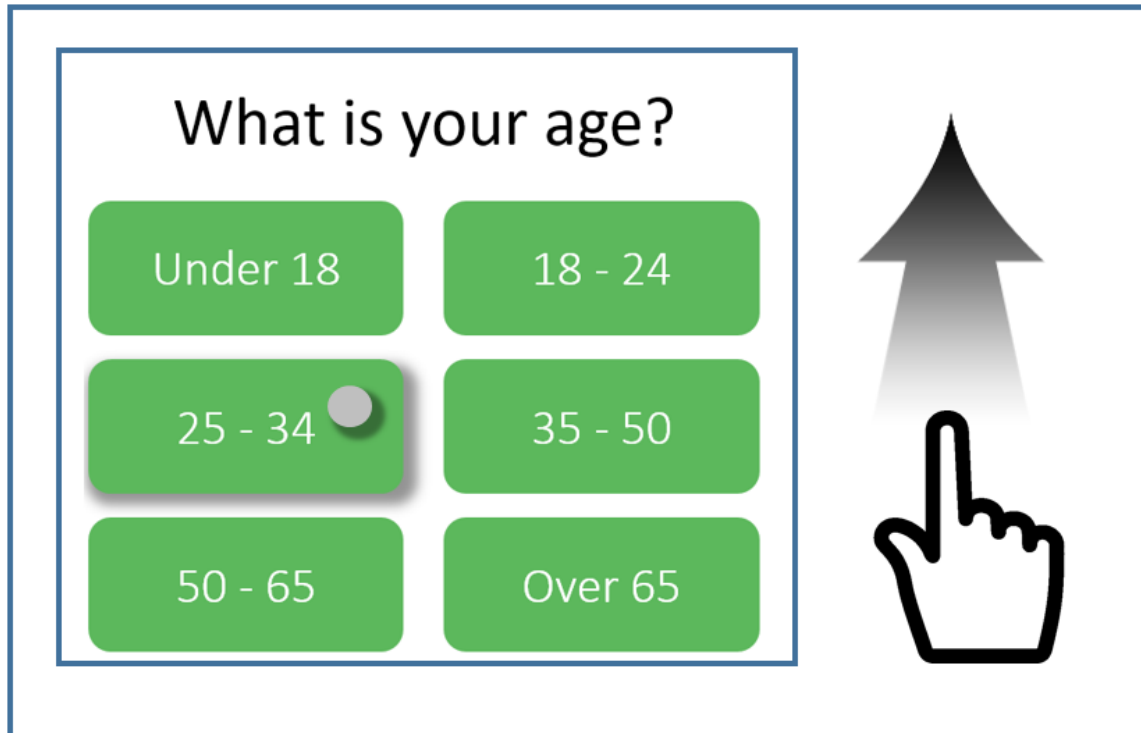 What is your age?
Under 18
18 - 24
25 - 34
35 - 50
50 - 65
Over 65